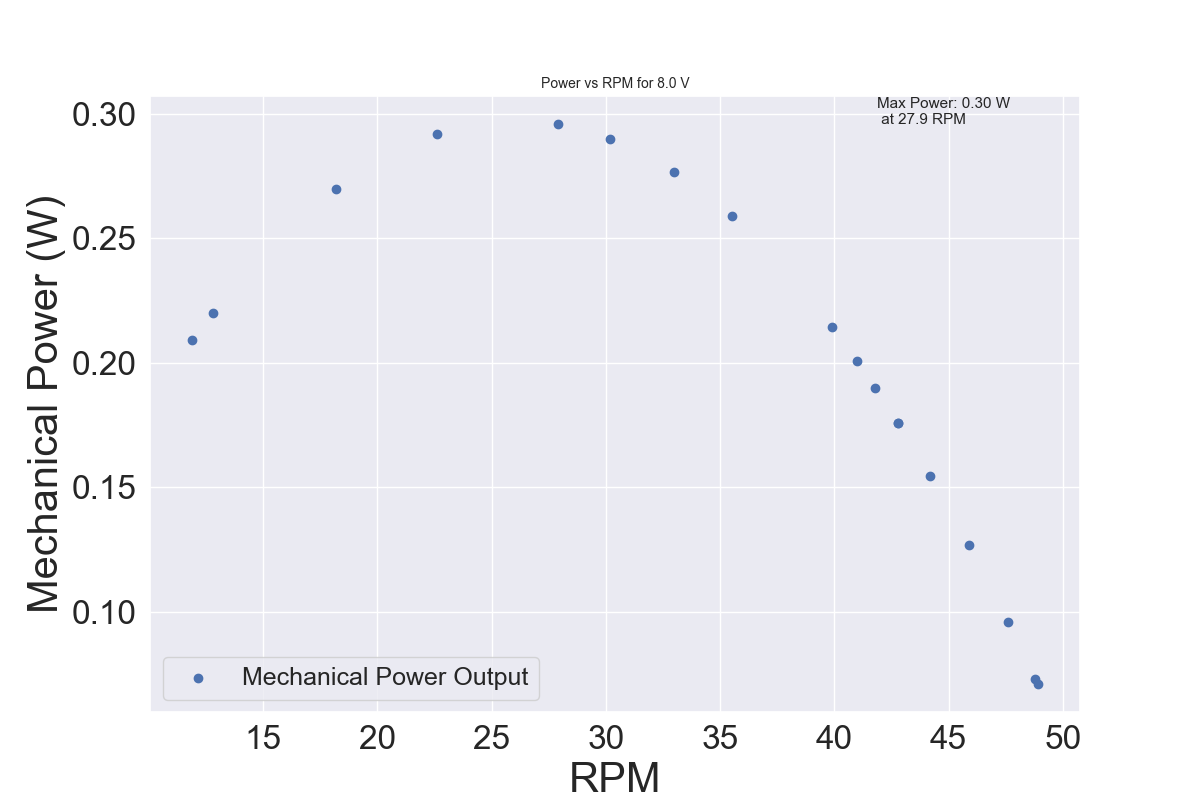 Power vs RPM for 8.0 V
Max Power: 0.30 W
at 27.9 RPM
Mechanical Power (W)
0.30
0.25
0.20
0.15
0.10
Mechanical Power Output
15 20 25 30 35 40 45 50
RPM